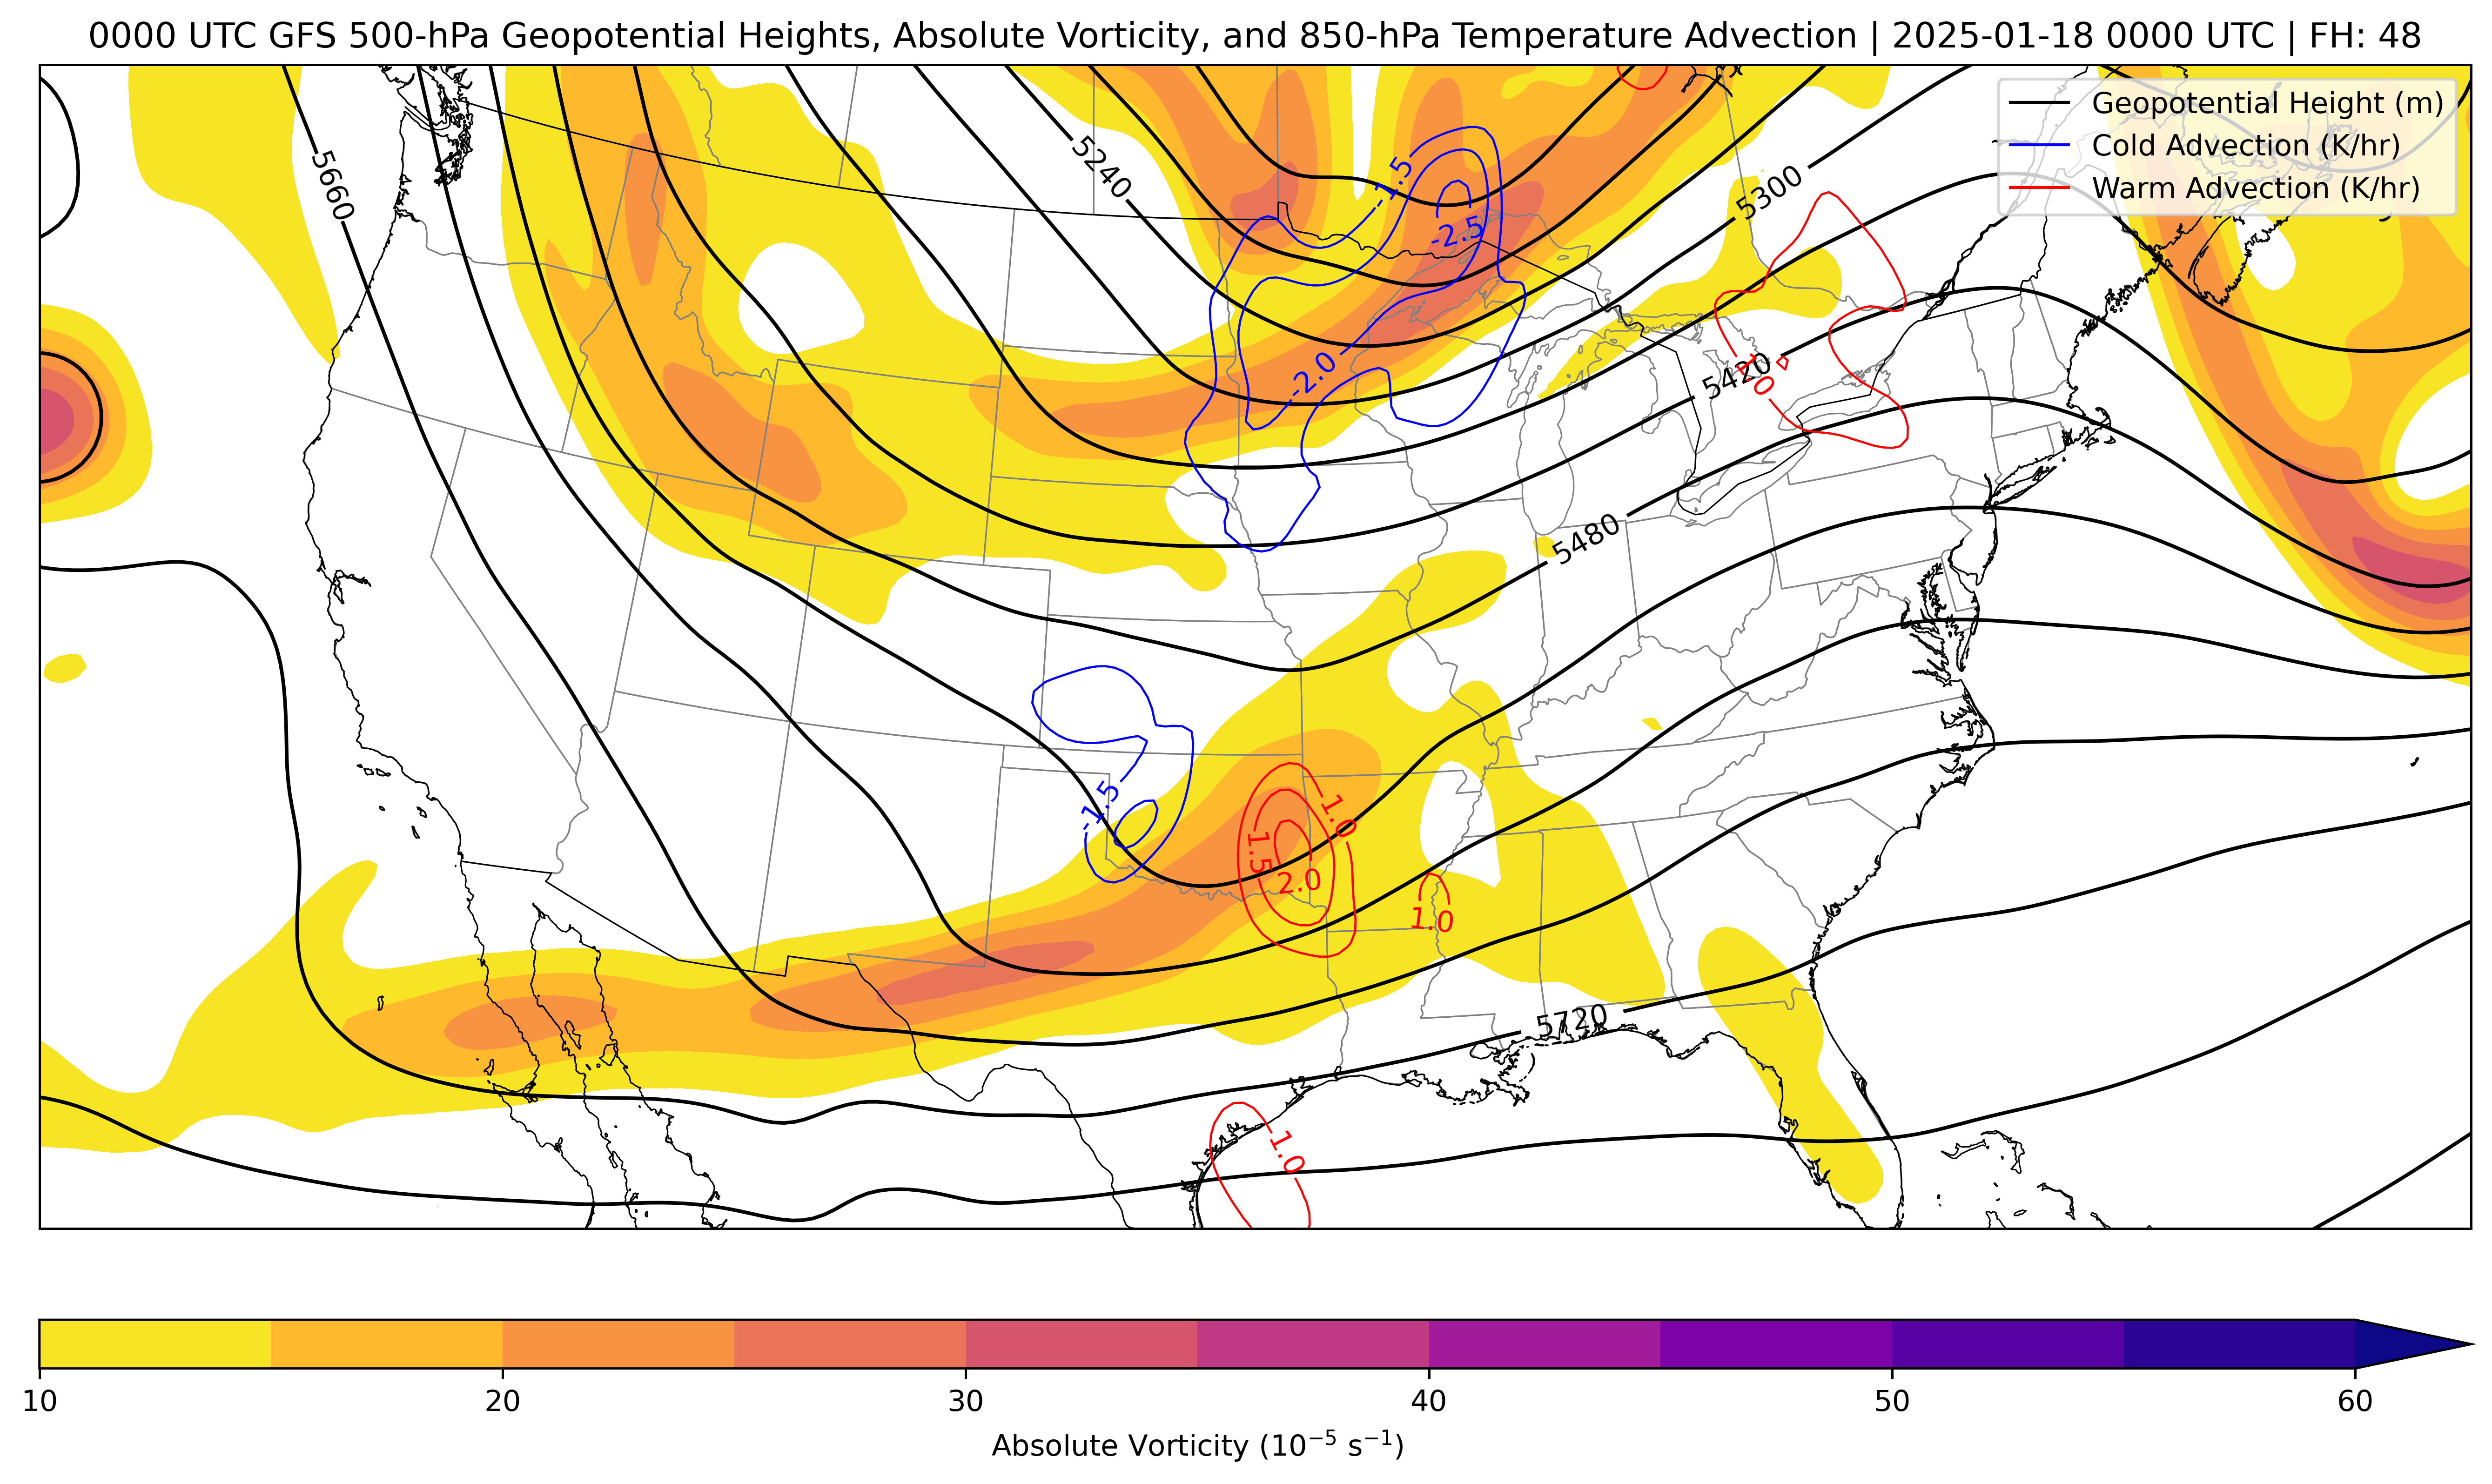 0000 UTC GFS 500-hPa Geopotential Heights, Absolute Vorticity, and 850-hPa Temperature Advection | 2025-01-18 0000 UTC | FH: 48
Geopotential Height (m)
Cold Advection (K/hr)
Warm Advection (K/hr)
5660
5240
-1.5
5300
-2.5
-2.0
5420
1.0
5480
-1.5
1.0
1.5
2.0
1.0
5720
1.0
10 20 30 40 50 60
Absolute Vorticity (10⁻⁵ s⁻¹)